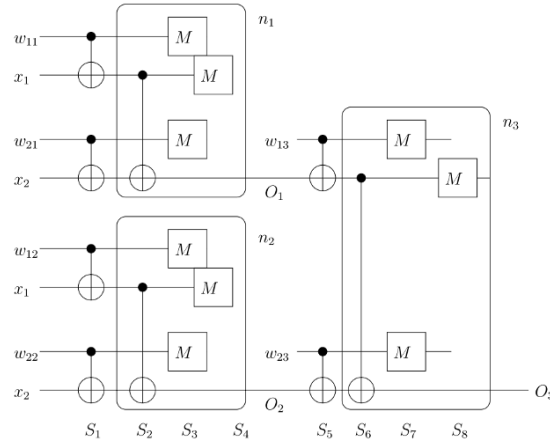 n₁
w₁₁ M
x₁ M
w₂₁ M w₁₃ M n₃
x₂ O₁ M
n₂
w₁₂ M
x₁ M
w₂₂ M w₂₃ M
x₂ O₂ O₃
S₁ S₂ S₃ S₄ S₅ S₆ S₇ S₈